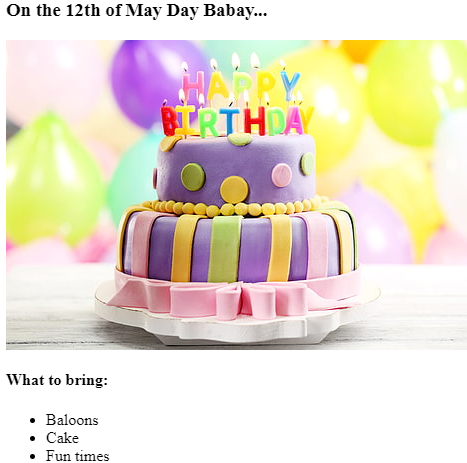 On the 12th of May Day Babay...
HAPPY
BIRTHDAY
What to bring:
Baloons
Cake
Fun times